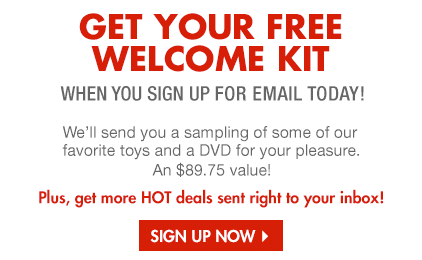 GET YOUR FREE
WELCOME KIT
WHEN YOU SIGN UP FOR EMAIL TODAY!
We'll send you a sampling of some of our
favorite toys and a DVD for your pleasure.
An $89.75 value!
Plus, get more HOT deals sent right to your inbox!
SIGN UP NOW